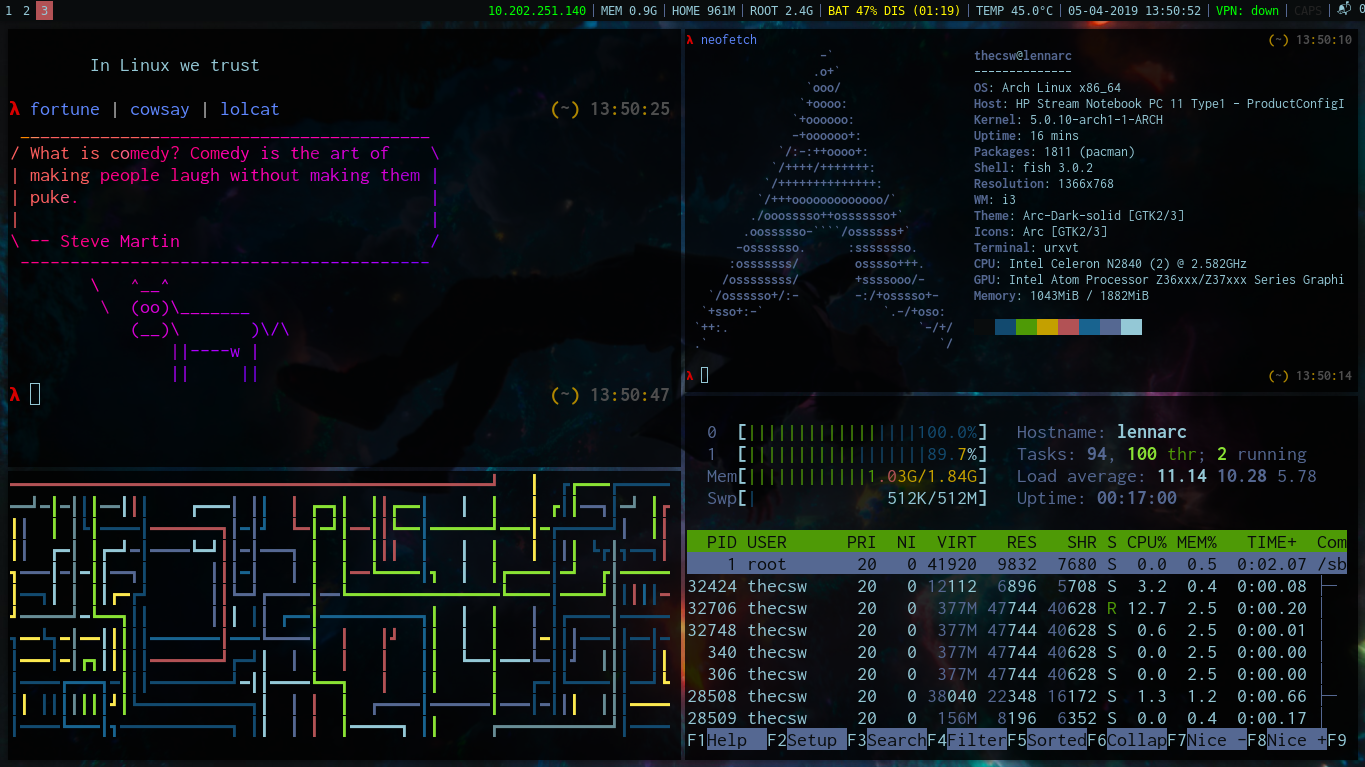 1 2 3 10.202.251.140 | MEM 0.9G | HOME 961M | ROOT 2.4G | BAT 47% DIS (01:19) | TEMP 45.0°C | 05-04-2019 13:50:52 | VPN: down | CAPS | 0
In Linux we trust
λ fortune | cowsay | lolcat (~) 13:50:25
/ What is comedy? Comedy is the art of \
| making people laugh without making them |
| puke. |
| |
\ -- Steve Martin /
\ ^__^
\ (oo)\_______
(__)\ )\/\
||----w |
|| ||
λ (~) 13:50:47
λ neofetch (~) 13:50:10
thecsw@lennarc
--------------
OS: Arch Linux x86_64
Host: HP Stream Notebook PC 11 Type1 - ProductConfigI
Kernel: 5.0.10-arch1-1-ARCH
Uptime: 16 mins
Packages: 1811 (pacman)
Shell: fish 3.0.2
Resolution: 1366x768
WM: i3
Theme: Arc-Dark-solid [GTK2/3]
Icons: Arc [GTK2/3]
Terminal: urxvt
CPU: Intel Celeron N2840 (2) @ 2.582GHz
GPU: Intel Atom Processor Z36xxx/Z37xxx Series Graphi
Memory: 1043MiB / 1882MiB
λ (~) 13:50:14
0 [|||||||||||||||||100.0%] Hostname: lennarc
1 [||||||||||||||||||89.7%] Tasks: 94, 100 thr; 2 running
Mem[||||||||||||1.03G/1.84G] Load average: 11.14 10.28 5.78
Swp[| 512K/512M] Uptime: 00:17:00
PID USER PRI NI VIRT RES SHR S CPU% MEM% TIME+ Com
1 root 20 0 41920 9832 7680 S 0.0 0.5 0:02.07 /sb
32424 thecsw 20 0 12112 6896 5708 S 3.2 0.4 0:00.08
32706 thecsw 20 0 377M 47744 40628 R 12.7 2.5 0:00.20
32748 thecsw 20 0 377M 47744 40628 S 0.6 2.5 0:00.01
340 thecsw 20 0 377M 47744 40628 S 0.0 2.5 0:00.00
306 thecsw 20 0 377M 47744 40628 S 0.0 2.5 0:00.00
28508 thecsw 20 0 38040 22348 16172 S 1.3 1.2 0:00.66
28509 thecsw 20 0 156M 8196 6352 S 0.0 0.4 0:00.17
F1Help F2Setup F3SearchF4FilterF5SortedF6CollapF7Nice -F8Nice +F9